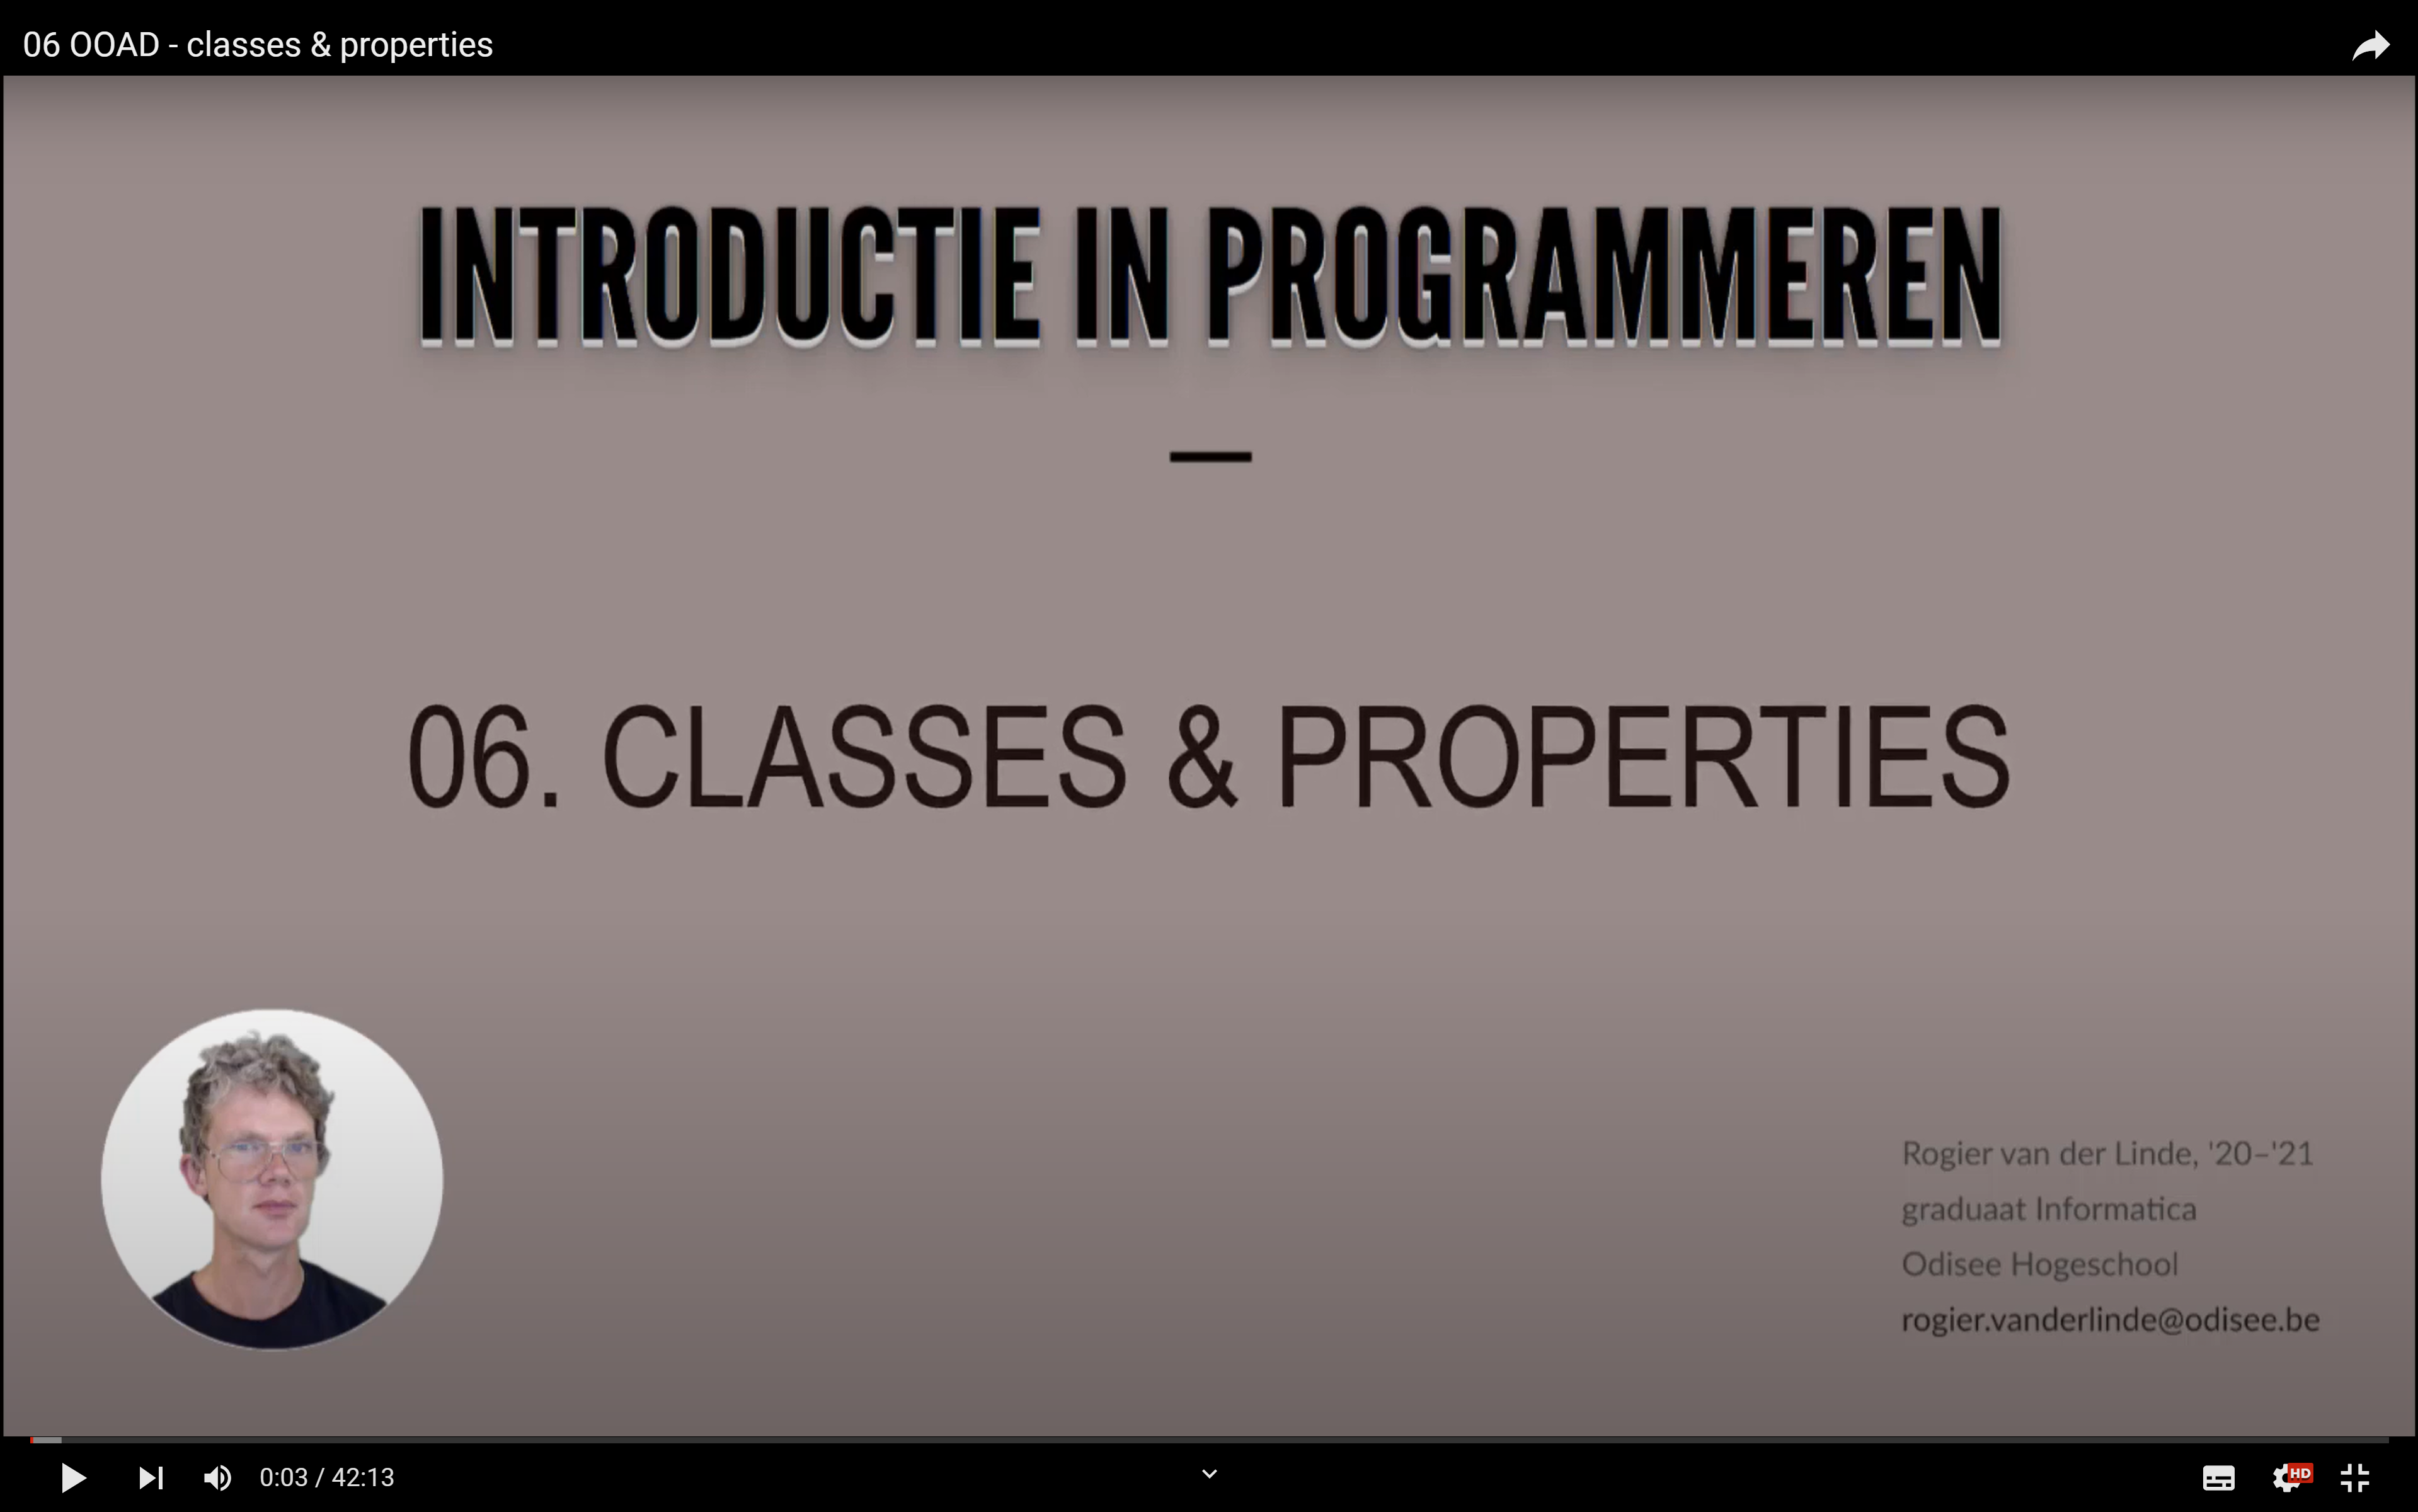 06 OOAD - classes & properties
INTRODUCTIE IN PROGRAMMEREN
06. CLASSES & PROPERTIES
Rogier van der Linde, '20–'21
graduaat Informatica
Odisee Hogeschool
rogier.vanderlinde@odisee.be
0:03 / 42:13
HD